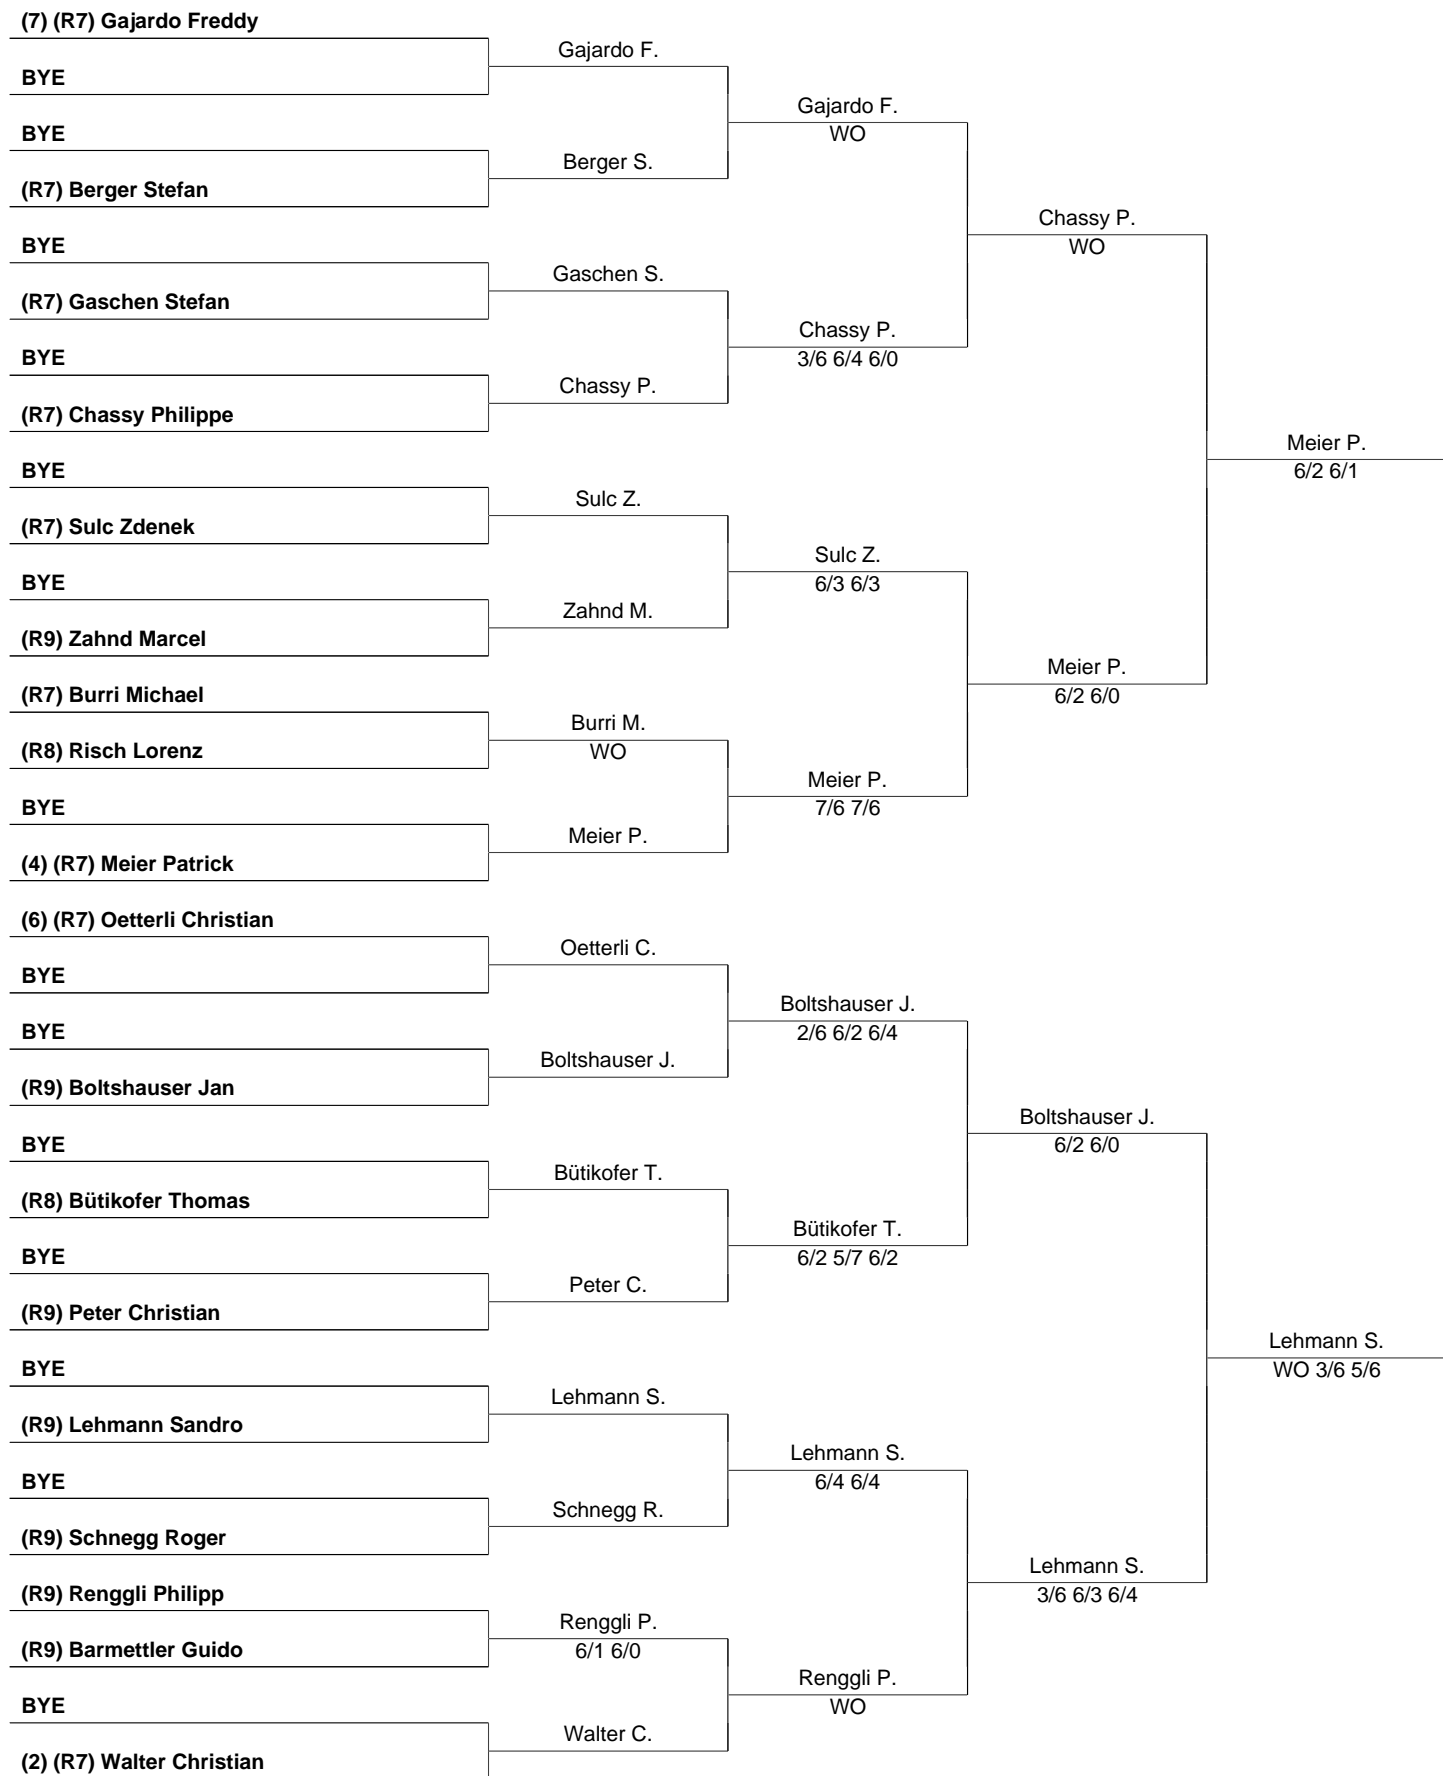 (7) (R7) Gajardo Freddy
Gajardo F.
BYE
Gajardo F.
WO
BYE
Berger S.
(R7) Berger Stefan
Chassy P.
WO
BYE
Gaschen S.
(R7) Gaschen Stefan
Chassy P.
3/6 6/4 6/0
BYE
Chassy P.
(R7) Chassy Philippe
Meier P.
6/2 6/1
BYE
Sulc Z.
(R7) Sulc Zdenek
Sulc Z.
6/3 6/3
BYE
Zahnd M.
(R9) Zahnd Marcel
Meier P.
6/2 6/0
(R7) Burri Michael
Burri M.
WO
(R8) Risch Lorenz
Meier P.
7/6 7/6
BYE
Meier P.
(4) (R7) Meier Patrick
(6) (R7) Oetterli Christian
Oetterli C.
BYE
Boltshauser J.
2/6 6/2 6/4
BYE
Boltshauser J.
(R9) Boltshauser Jan
Boltshauser J.
6/2 6/0
BYE
Bütikofer T.
(R8) Bütikofer Thomas
Bütikofer T.
6/2 5/7 6/2
BYE
Peter C.
(R9) Peter Christian
Lehmann S.
WO 3/6 5/6
BYE
Lehmann S.
(R9) Lehmann Sandro
Lehmann S.
6/4 6/4
BYE
Schnegg R.
(R9) Schnegg Roger
Lehmann S.
3/6 6/3 6/4
(R9) Renggli Philipp
Renggli P.
6/1 6/0
(R9) Barmettler Guido
Renggli P.
WO
BYE
Walter C.
(2) (R7) Walter Christian